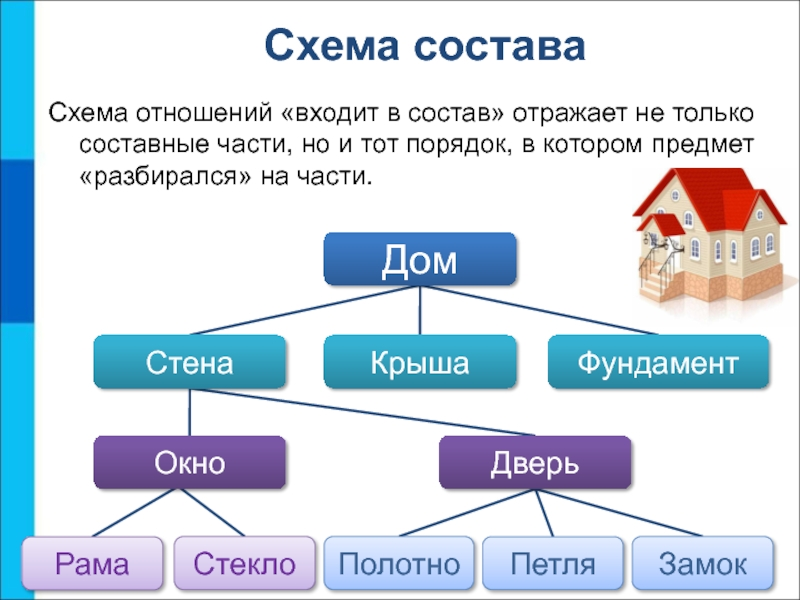 Схема состава
Схема отношений «входит в состав» отражает не только
составные части, но и тот порядок, в котором предмет
«разбирался» на части.
Дом
Стена
Крыша
Фундамент
Окно
Дверь
Рама
Стекло
Полотно
Петля
Замок